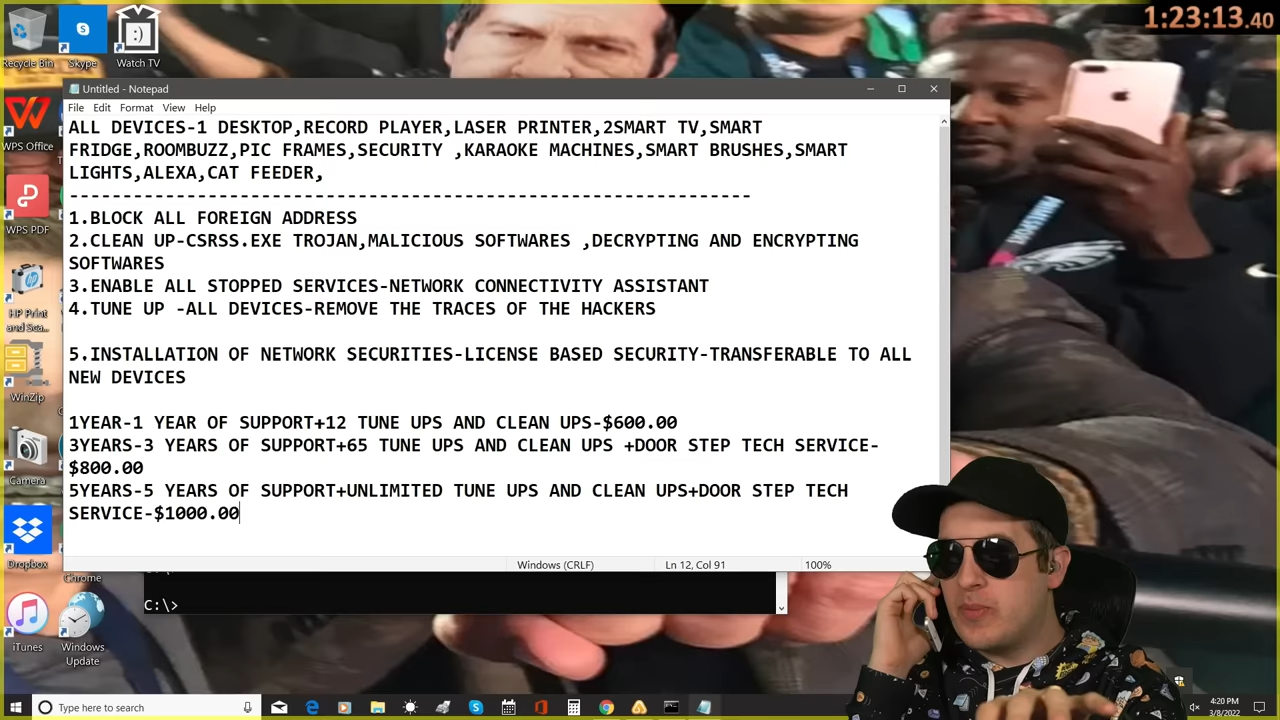 1:23:13.40
Recycle Bin
Skype
Watch TV
Untitled - Notepad
File Edit Format View Help
ALL DEVICES-1 DESKTOP,RECORD PLAYER,LASER PRINTER,2SMART TV,SMART
FRIDGE,ROOMBUZZ,PIC FRAMES,SECURITY ,KARAOKE MACHINES,SMART BRUSHES,SMART
LIGHTS,ALEXA,CAT FEEDER,
----------------------------------------------------------------
1.BLOCK ALL FOREIGN ADDRESS
2.CLEAN UP-CSRSS.EXE TROJAN,MALICIOUS SOFTWARES ,DECRYPTING AND ENCRYPTING
SOFTWARES
3.ENABLE ALL STOPPED SERVICES-NETWORK CONNECTIVITY ASSISTANT
4.TUNE UP -ALL DEVICES-REMOVE THE TRACES OF THE HACKERS
5.INSTALLATION OF NETWORK SECURITIES-LICENSE BASED SECURITY-TRANSFERABLE TO ALL
NEW DEVICES
1YEAR-1 YEAR OF SUPPORT+12 TUNE UPS AND CLEAN UPS-$600.00
3YEARS-3 YEARS OF SUPPORT+65 TUNE UPS AND CLEAN UPS +DOOR STEP TECH SERVICE-
$800.00
5YEARS-5 YEARS OF SUPPORT+UNLIMITED TUNE UPS AND CLEAN UPS+DOOR STEP TECH
SERVICE-$1000.00
Windows (CRLF) Ln 12, Col 91 100%
C:\>
WPS Office
WPS PDF
HP Print
and Sca...
WinZip
Camera
Dropbox
Chrome
iTunes
Windows
Update
Type here to search
4:20 PM
3/8/2022